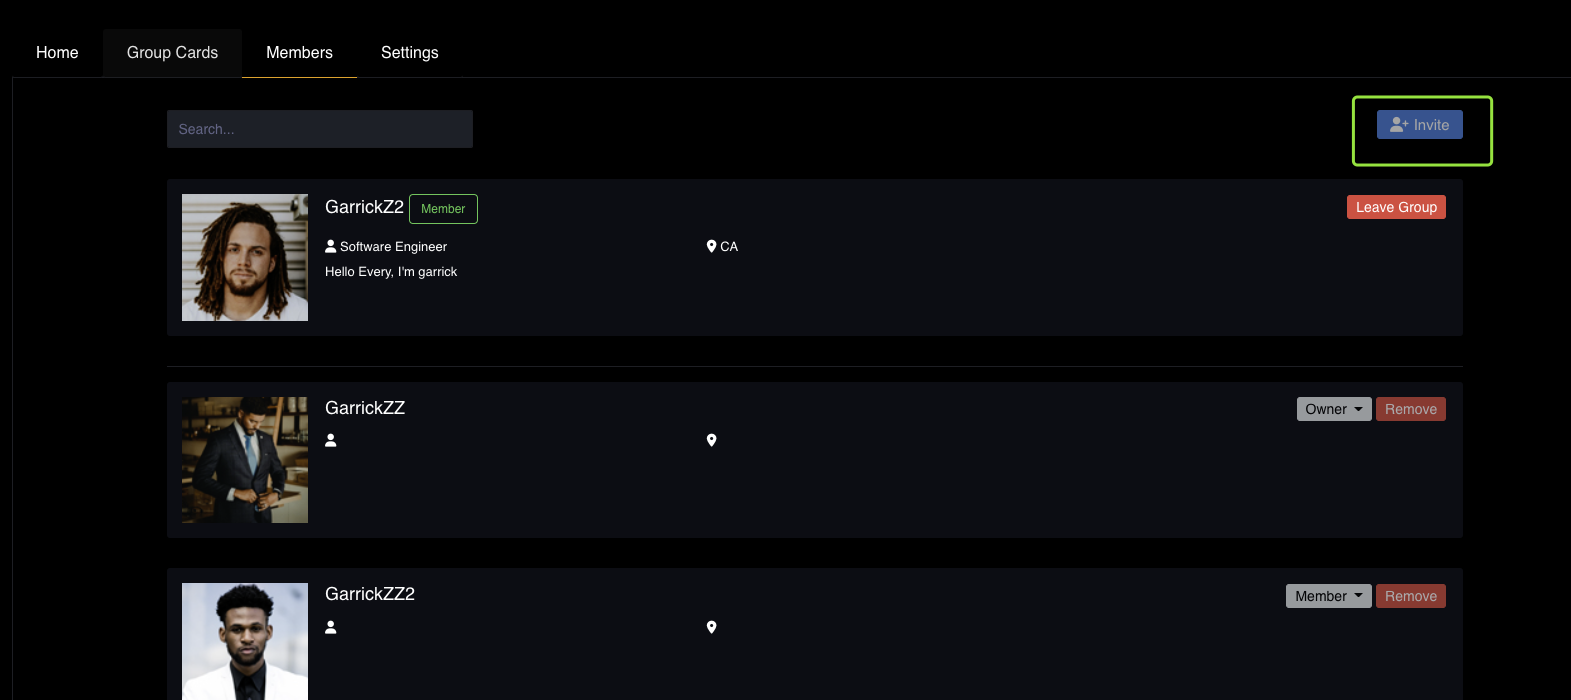 Home Group Cards Members Settings
Search...
Invite
GarrickZ2 Member Leave Group
Software Engineer CA
Hello Every, I'm garrick
GarrickZZ Owner Remove
GarrickZZ2 Member Remove